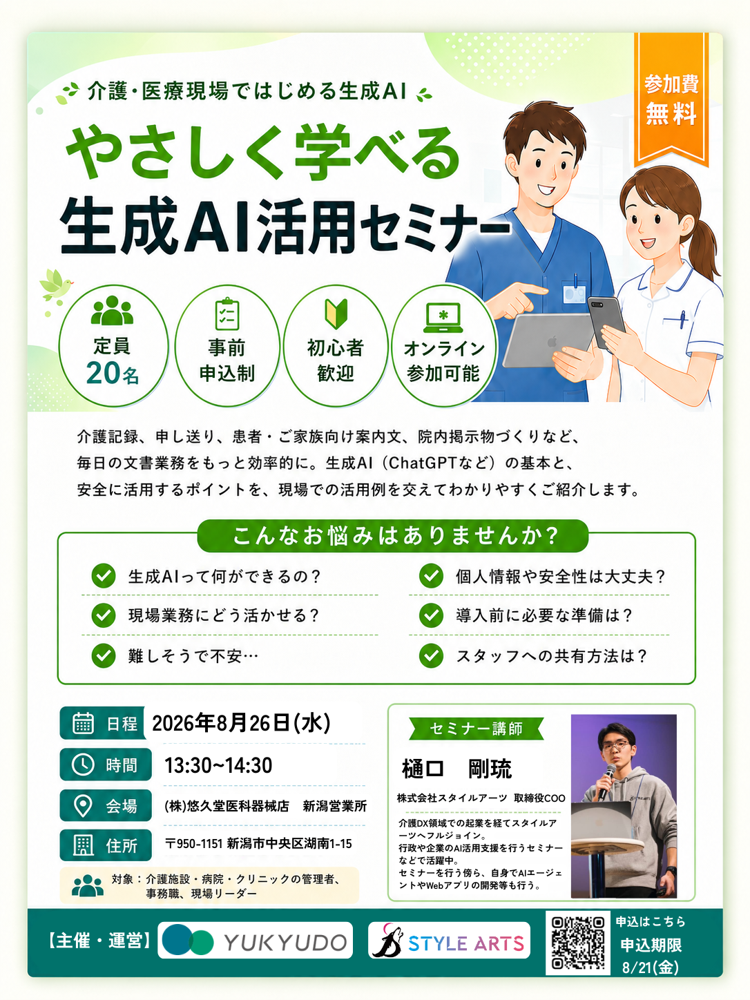 介護・医療現場ではじめる生成AI
参加費
無料
やさしく学べる
生成AI活用セミナー
定員
20名
事前
申込制
初心者
歓迎
オンライン
参加可能
介護記録、申し送り、患者・ご家族向け案内文、院内掲示物づくりなど、
毎日の文書業務をもっと効率的に。生成AI（ChatGPTなど）の基本と、
安全に活用するポイントを、現場での活用例を交えてわかりやすくご紹介します。
こんなお悩みはありませんか？
生成AIって何ができるの？
現場業務にどう活かせる？
難しそうで不安…
個人情報や安全性は大丈夫？
導入前に必要な準備は？
スタッフへの共有方法は？
日程 2026年8月26日(水)
時間 13:30~14:30
会場 (株)悠久堂医科器械店　新潟営業所
住所 〒950-1151 新潟市中央区湖南1-15
対象：介護施設・病院・クリニックの管理者、
事務職、現場リーダー
セミナー講師
樋口　剛琉
株式会社スタイルアーツ 取締役COO
介護DX領域での起業を経てスタイルア
ーツへフルジョイン。
行政や企業のAI活用支援を行うセミナー
などで活躍中。
セミナーを行う傍ら、自身でAIエージェ
ントやWebアプリの開発等も行う。
STYLE ARTS
【主催・運営】
YUKYUDO
STYLE ARTS
申込はこちら
申込期限
8/21(金)